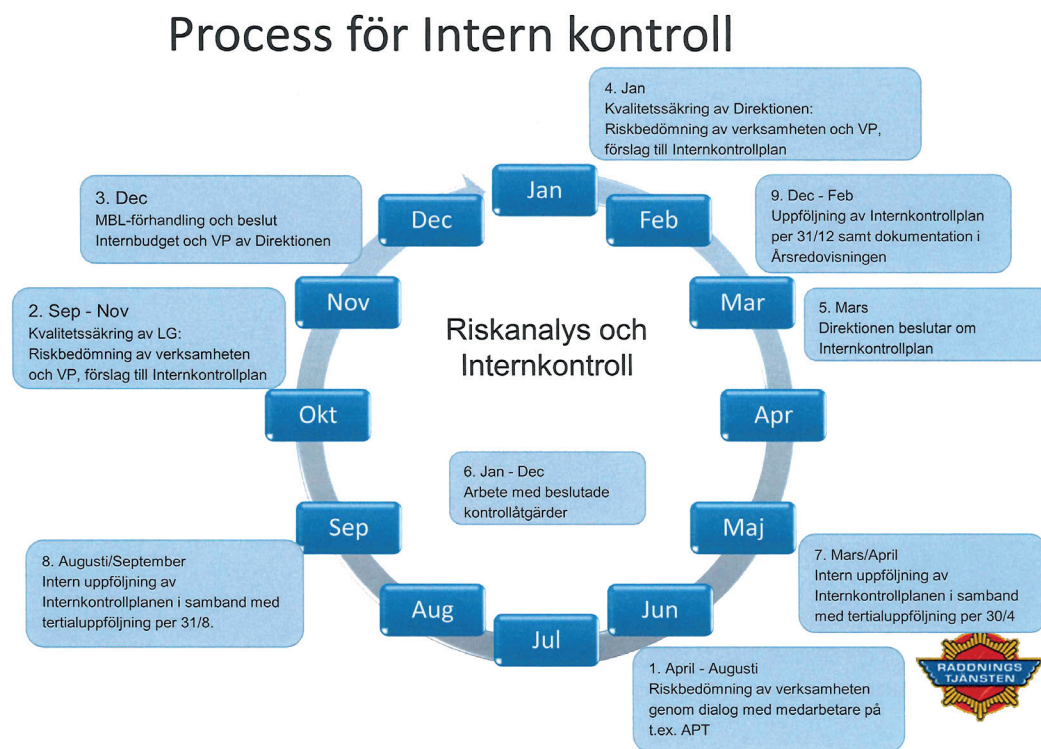 Process för Intern kontroll
4. Jan
Kvalitetssäkring av Direktionen:
Riskbedömning av verksamheten och VP,
förslag till Internkontrollplan
3. Dec
MBL-förhandling och beslut
Internbudget och VP av Direktionen
9. Dec - Feb
Uppföljning av Internkontrollplan
per 31/12 samt dokumentation i
Årsredovisningen
2. Sep - Nov
Kvalitetssäkring av LG:
Riskbedömning av verksamheten
och VP, förslag till Internkontrollplan
5. Mars
Direktionen beslutar om
Internkontrollplan
Jan
Feb
Mar
Apr
Maj
Jun
Jul
Aug
Sep
Okt
Nov
Dec
Riskanalys och
Internkontroll
6. Jan - Dec
Arbete med beslutade
kontrollåtgärder
8. Augusti/September
Intern uppföljning av
Internkontrollplanen i samband med
tertialuppföljning per 31/8.
7. Mars/April
Intern uppföljning av
Internkontrollplanen i samband
med tertialuppföljning per 30/4
1. April - Augusti
Riskbedömning av verksamheten
genom dialog med medarbetare på
t.ex. APT
RÄDDNINGS
TJÄNSTEN